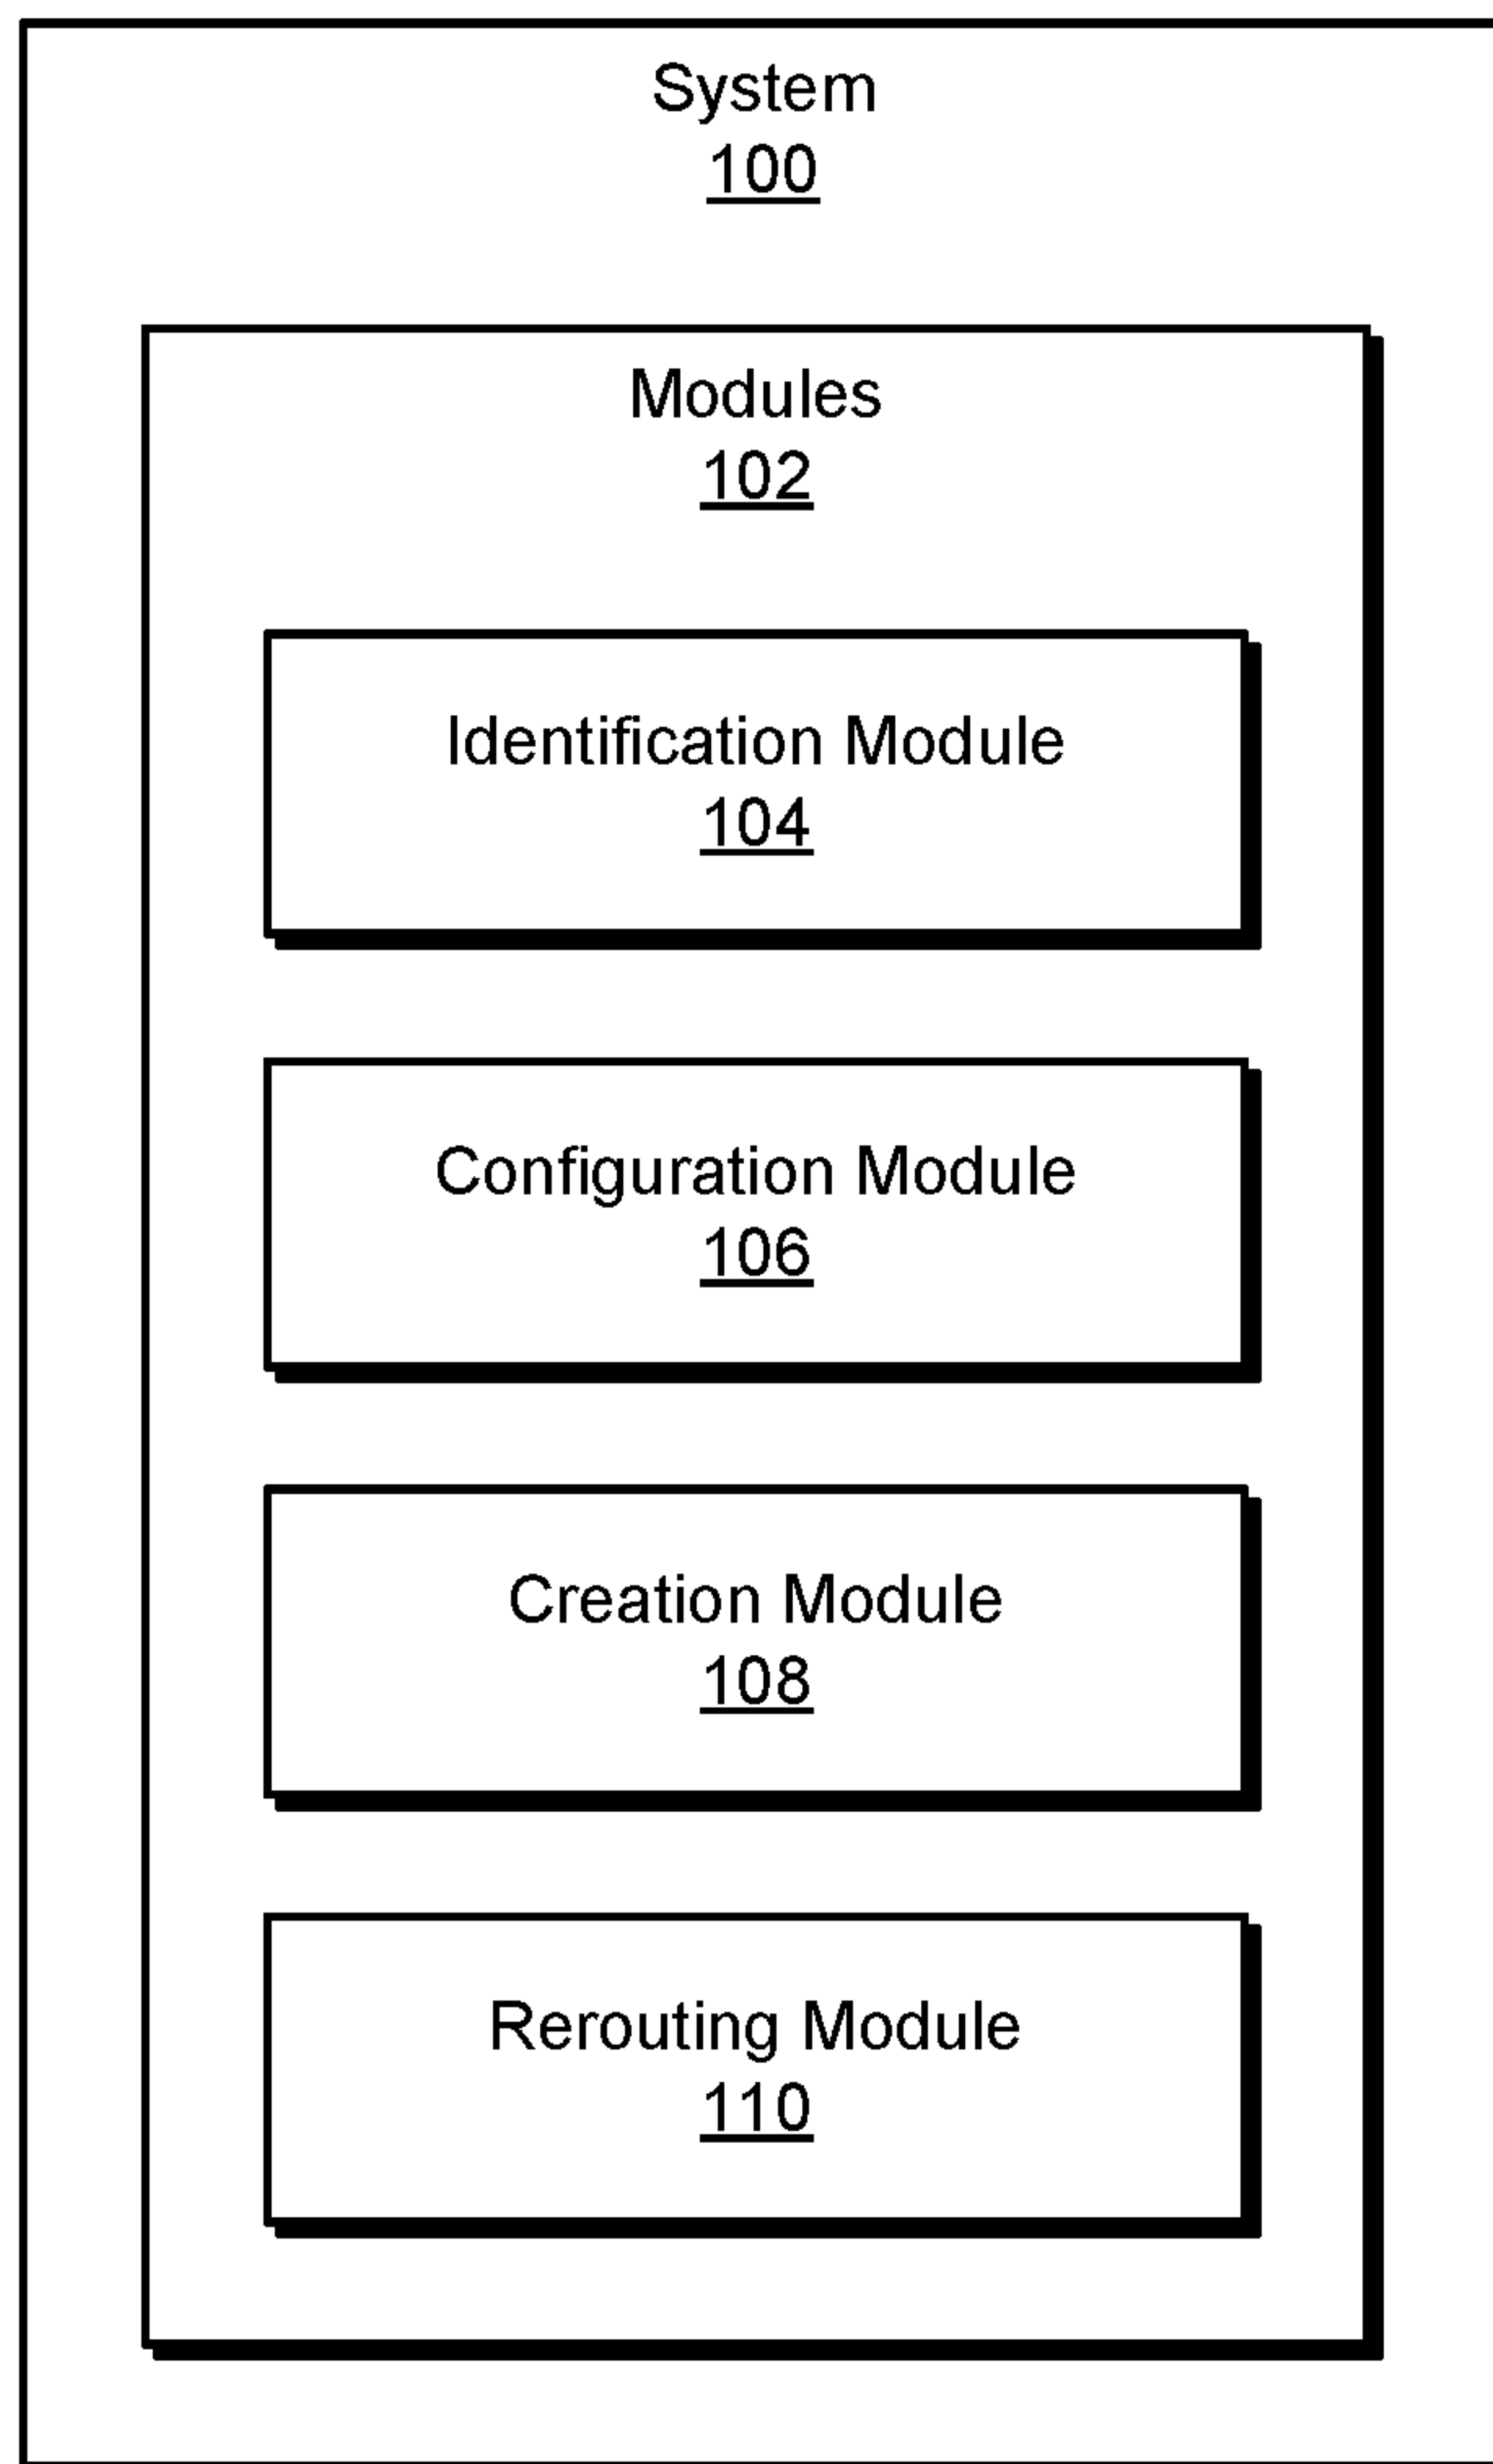 System
100
Modules
102
Identification Module
104
Configuration Module
106
Creation Module
108
Rerouting Module
110